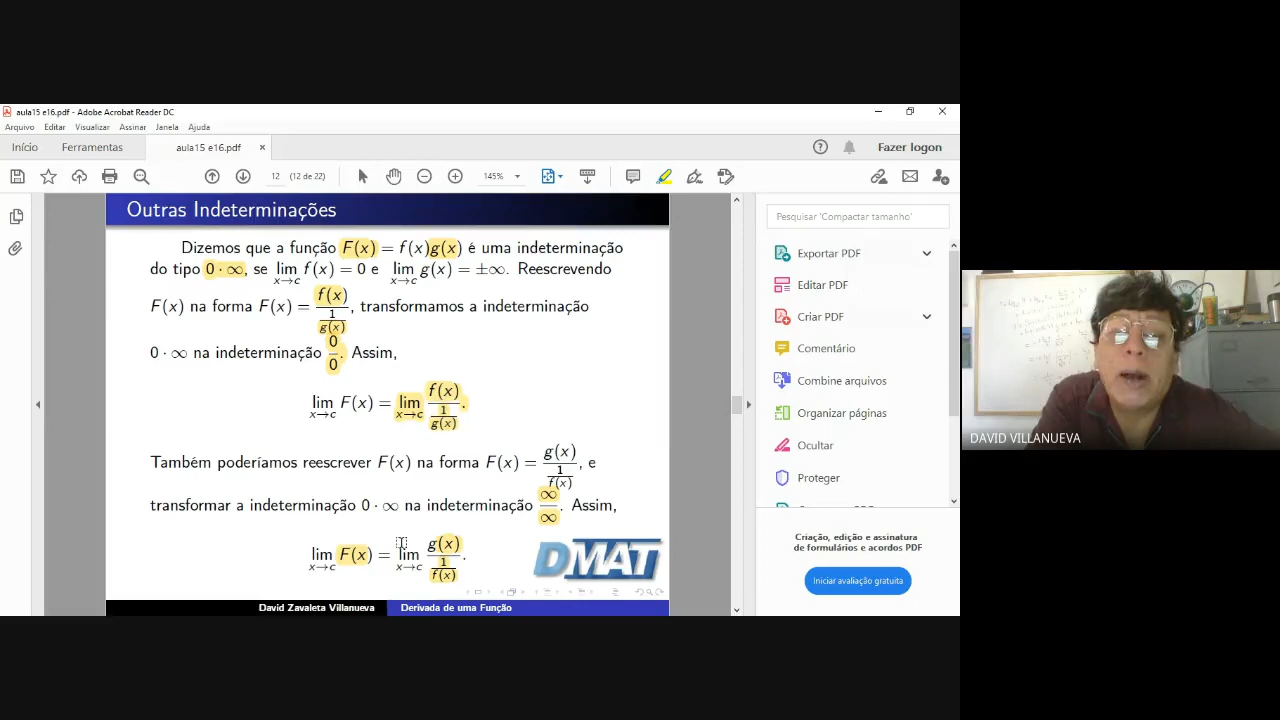 aula15 e16.pdf - Adobe Acrobat Reader DC
Arquivo Editar Visualizar Assinar Janela Ajuda
Início Ferramentas aula15 e16.pdf × Fazer logon
12 (12 de 22) 145%
Outras Indeterminações
Dizemos que a função F(x) = f(x)g(x) é uma indeterminação
do tipo 0 · ∞, se lim x→c f(x) = 0 e lim x→c g(x) = ±∞. Reescrevendo
F(x) na forma F(x) = f(x) / (1/g(x)), transformamos a indeterminação
0 · ∞ na indeterminação 0/0. Assim,
lim x→c F(x) = lim x→c f(x) / (1/g(x)).
Também poderíamos reescrever F(x) na forma F(x) = g(x) / (1/f(x)), e
transformar a indeterminação 0 · ∞ na indeterminação ∞/∞. Assim,
lim x→c F(x) = lim x→c g(x) / (1/f(x)).
DMAT
David Zavaleta Villanueva Derivada de uma Função
Pesquisar 'Compactar tamanho'
Exportar PDF
Editar PDF
Criar PDF
Comentário
Combine arquivos
Organizar páginas
Ocultar
Proteger
Criação, edição e assinatura
de formulários e acordos PDF
Iniciar avaliação gratuita
DAVID VILLANUEVA